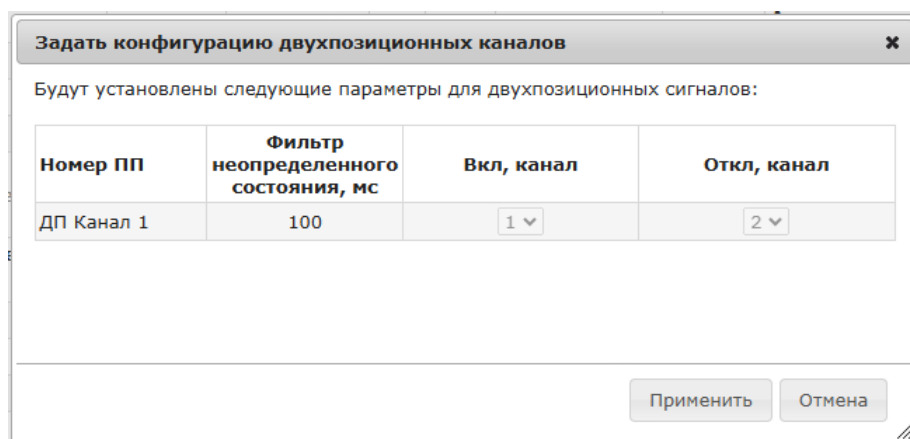 Задать конфигурацию двухпозиционных каналов
Будут установлены следующие параметры для двухпозиционных сигналов:
Номер ПП
Фильтр
неопределенного
состояния, мс
Вкл, канал
Откл, канал
ДП Канал 1
100
1
2
Применить
Отмена